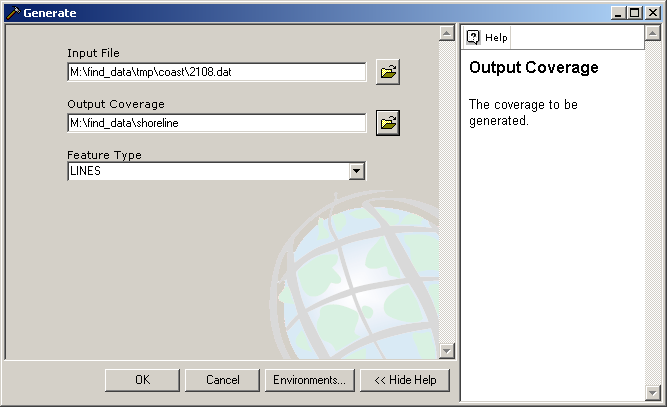 Generate
Input File
M:\find_data\tmp\coast\2108.dat
Output Coverage
M:\find_data\shoreline
Feature Type
LINES
OK
Cancel
Environments...
<< Hide Help
Help
Output Coverage
The coverage to be
generated.